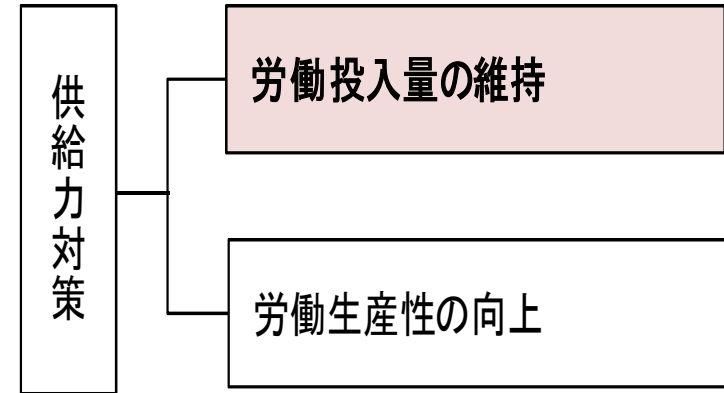 供給力対策
労働投入量の維持
労働生産性の向上